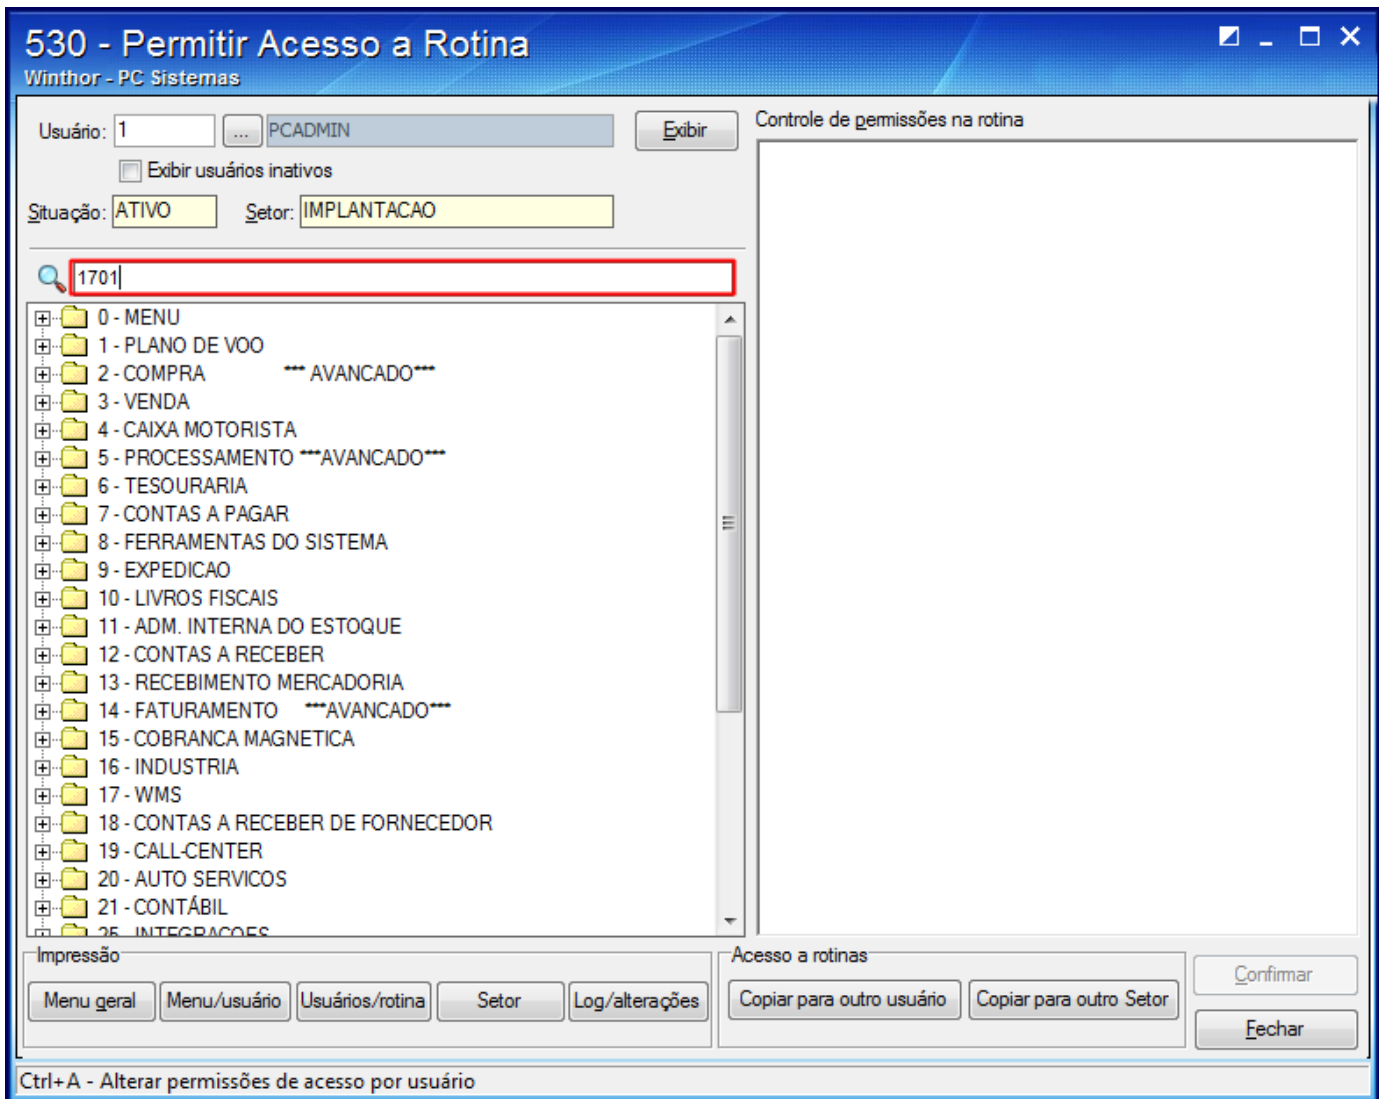 530 - Permitir Acesso a Rotina
Winthor - PC Sistemas
Usuário: 1 ... PCADMIN Exibir
Exibir usuários inativos
Situação: ATIVO Setor: IMPLANTACAO
1701
0 - MENU
1 - PLANO DE VOO
2 - COMPRA *** AVANCADO***
3 - VENDA
4 - CAIXA MOTORISTA
5 - PROCESSAMENTO ***AVANCADO***
6 - TESOURARIA
7 - CONTAS A PAGAR
8 - FERRAMENTAS DO SISTEMA
9 - EXPEDICAO
10 - LIVROS FISCAIS
11 - ADM. INTERNA DO ESTOQUE
12 - CONTAS A RECEBER
13 - RECEBIMENTO MERCADORIA
14 - FATURAMENTO ***AVANCADO***
15 - COBRANCA MAGNETICA
16 - INDUSTRIA
17 - WMS
18 - CONTAS A RECEBER DE FORNECEDOR
19 - CALL-CENTER
20 - AUTO SERVICOS
21 - CONTÁBIL
25 - INTEGRACOES
Controle de permissões na rotina
Impressão
Menu geral Menu/usuário Usuários/rotina Setor Log/alterações
Acesso a rotinas
Copiar para outro usuário Copiar para outro Setor
Confirmar
Fechar
Ctrl+A - Alterar permissões de acesso por usuário